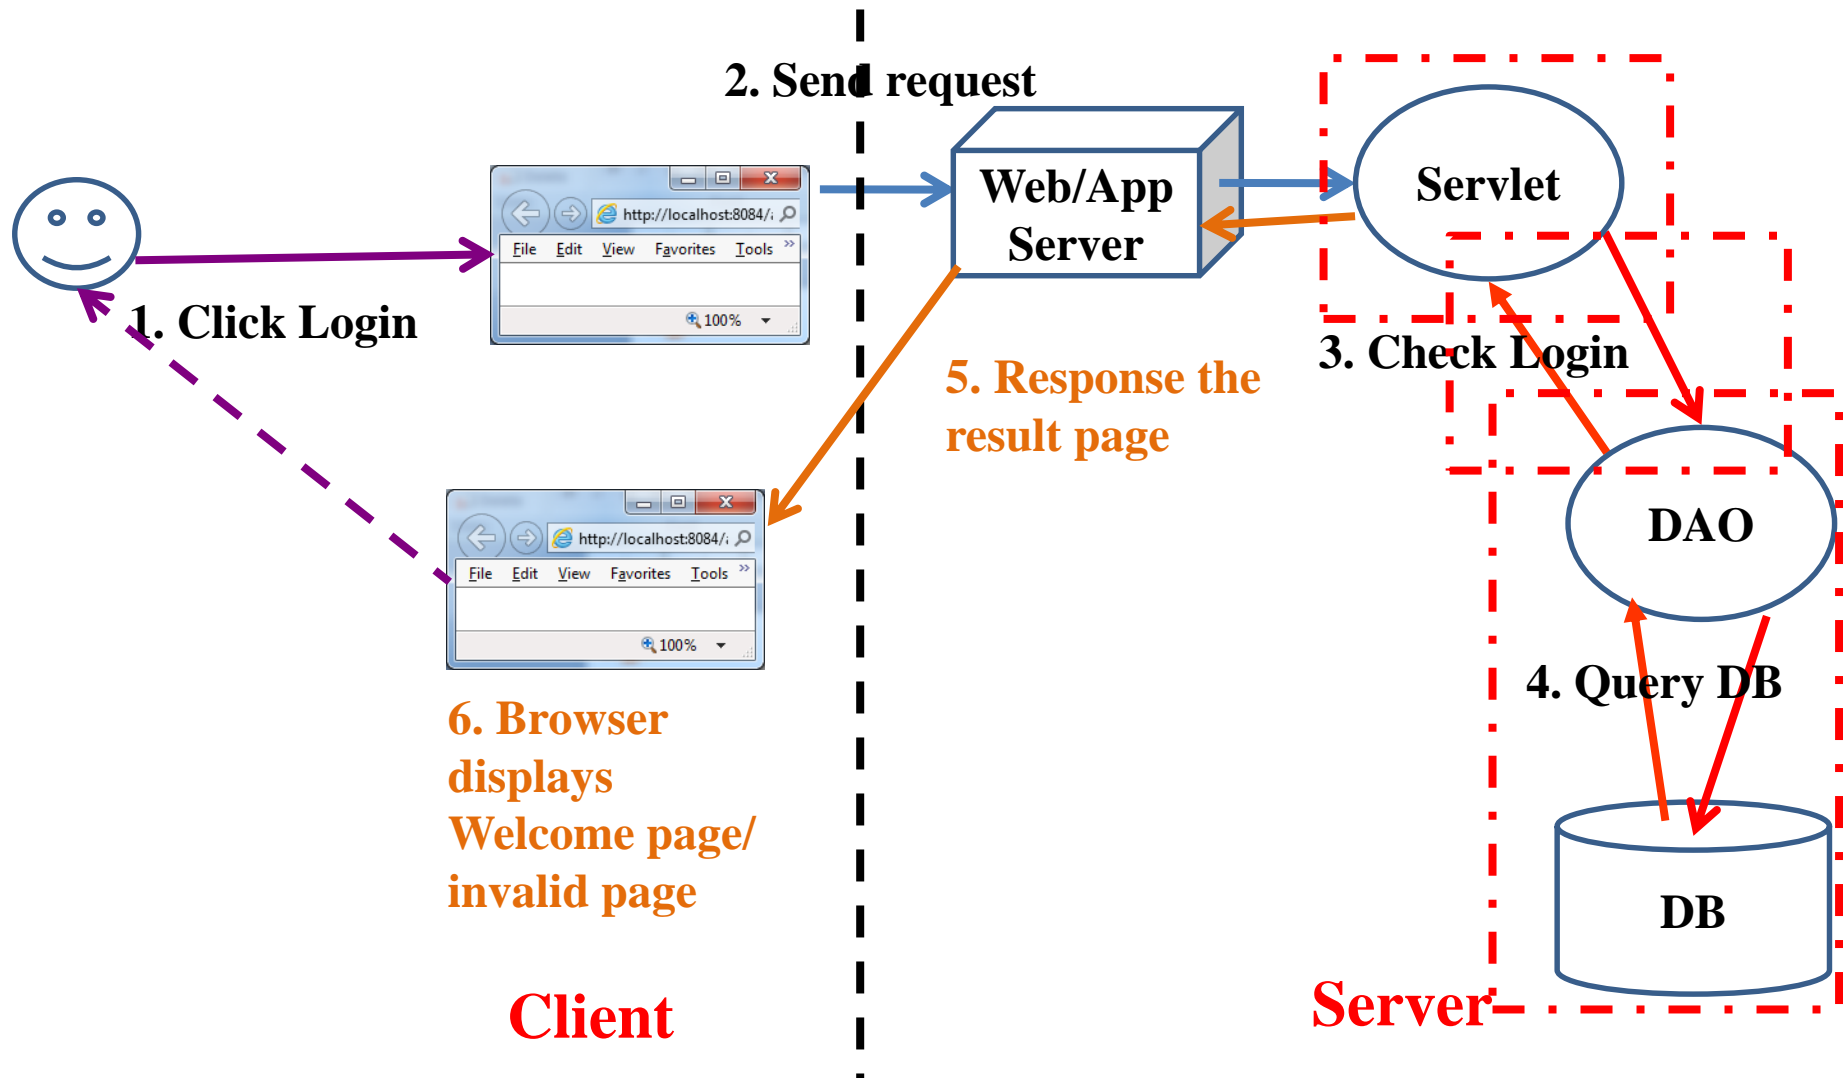 2. Send request
Web/App
Server
Servlet
http://localhost:8084/
File Edit View Favorites Tools »
100%
1. Click Login
3. Check Login
5. Response the
result page
DAO
http://localhost:8084/
File Edit View Favorites Tools »
100%
4. Query DB
6. Browser
displays
Welcome page/
invalid page
DB
Client
Server